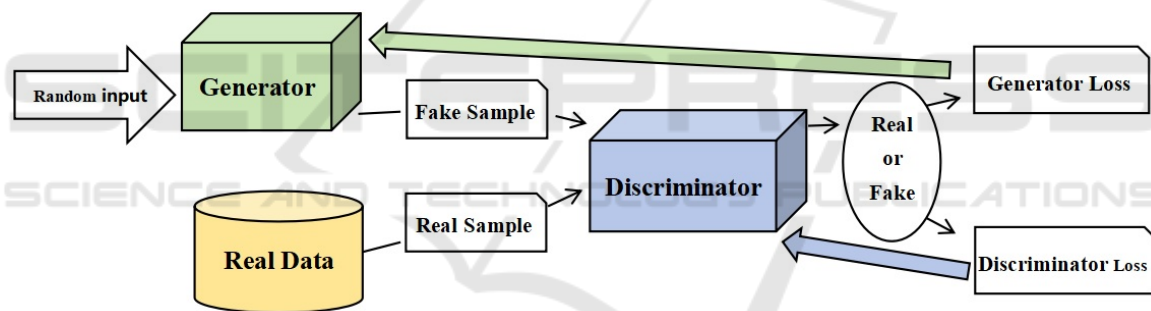 SCITEPRESS
SCIENCE AND TECHNOLOGY PUBLICATIONS
Random input
Generator
Fake Sample
Real Data
Real Sample
Discriminator
Real
or
Fake
Generator Loss
Discriminator Loss